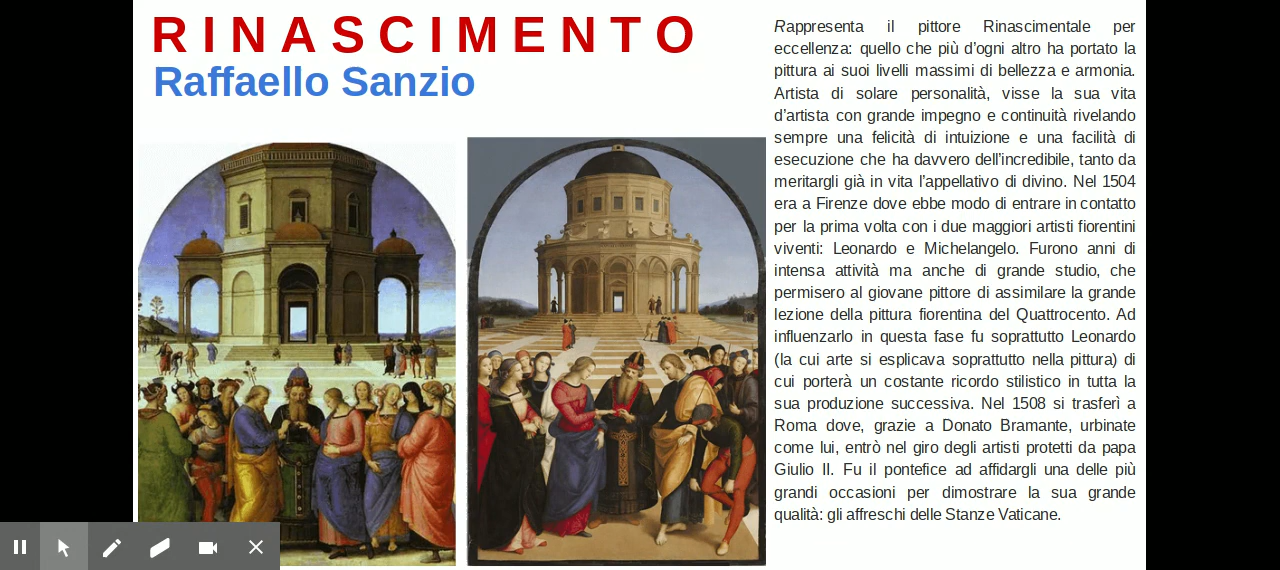 RINASCIMENTO
Raffaello Sanzio
Rappresenta il pittore Rinascimentale per
eccellenza: quello che più d’ogni altro ha portato la
pittura ai suoi livelli massimi di bellezza e armonia.
Artista di solare personalità, visse la sua vita
d’artista con grande impegno e continuità rivelando
sempre una felicità di intuizione e una facilità di
esecuzione che ha davvero dell’incredibile, tanto da
meritargli già in vita l’appellativo di divino. Nel 1504
era a Firenze dove ebbe modo di entrare in contatto
per la prima volta con i due maggiori artisti fiorentini
viventi: Leonardo e Michelangelo. Furono anni di
intensa attività ma anche di grande studio, che
permisero al giovane pittore di assimilare la grande
lezione della pittura fiorentina del Quattrocento. Ad
influenzarlo in questa fase fu soprattutto Leonardo
(la cui arte si esplicava soprattutto nella pittura) di
cui porterà un costante ricordo stilistico in tutta la
sua produzione successiva. Nel 1508 si trasferì a
Roma dove, grazie a Donato Bramante, urbinate
come lui, entrò nel giro degli artisti protetti da papa
Giulio II. Fu il pontefice ad affidargli una delle più
grandi occasioni per dimostrare la sua grande
qualità: gli affreschi delle Stanze Vaticane.